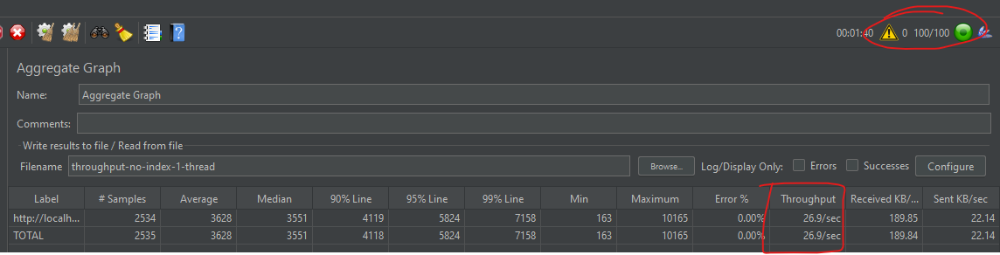 00:01:40 0 100/100
Aggregate Graph
Name: Aggregate Graph
Comments:
Write results to file / Read from file
Filename throughput-no-index-1-thread Browse... Log/Display Only: Errors Successes Configure
Label # Samples Average Median 90% Line 95% Line 99% Line Min Maximum Error % Throughput Received KB/... Sent KB/sec
http://localh... 2534 3628 3551 4119 5824 7158 163 10165 0.00% 26.9/sec 189.85 22.14
TOTAL 2535 3628 3551 4118 5824 7158 163 10165 0.00% 26.9/sec 189.84 22.14